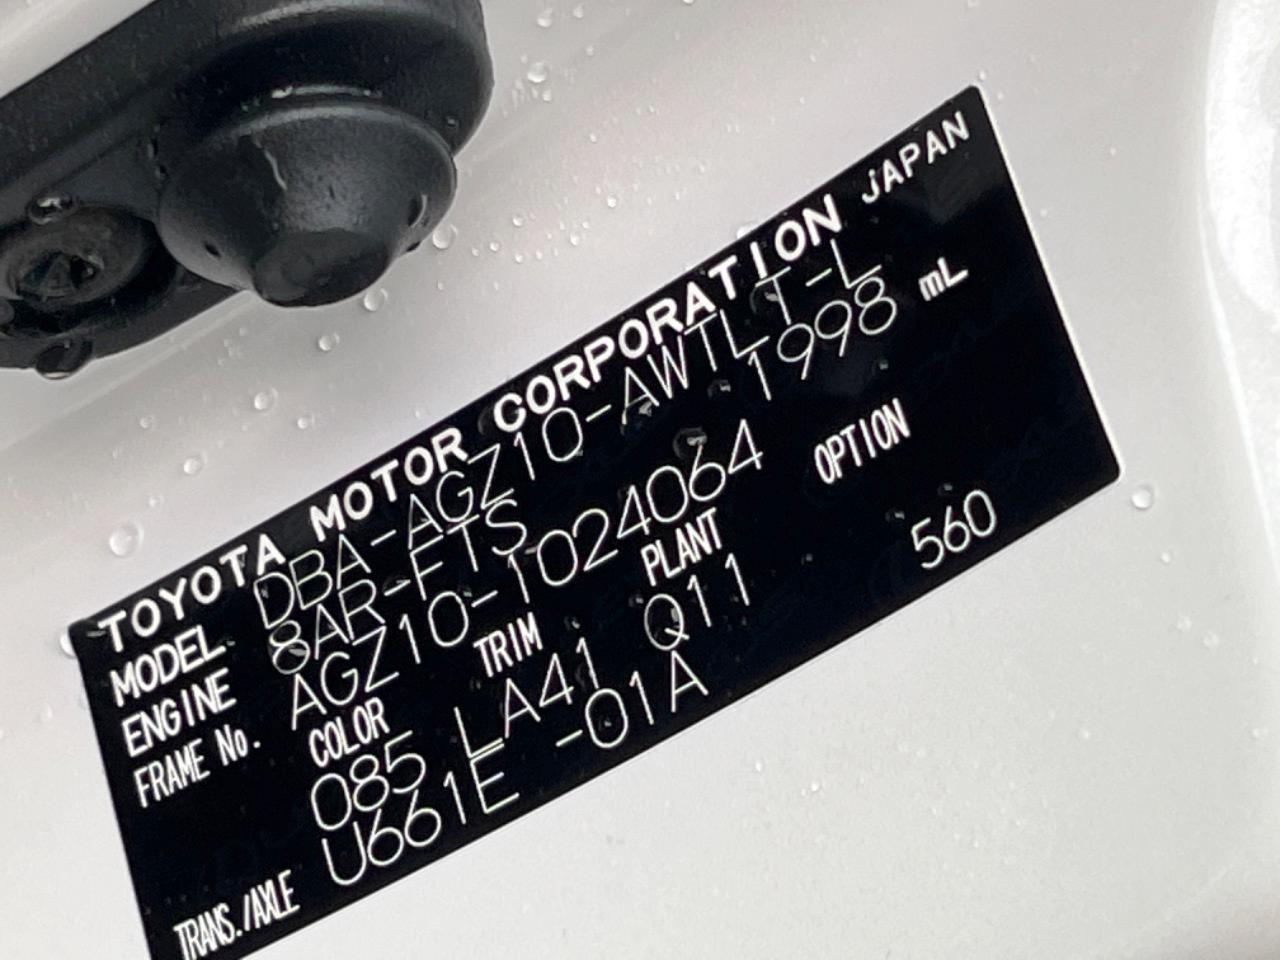 TOYOTA MOTOR CORPORATION JAPAN
MODEL DBA-AGZ10-AWTLT-L
ENGINE 8AR-FTS 1998 mL
FRAME No. AGZ10-1024064
COLOR TRIM PLANT OPTION
085 LA41 Q11 560
TRANS./AXLE U661E -01A